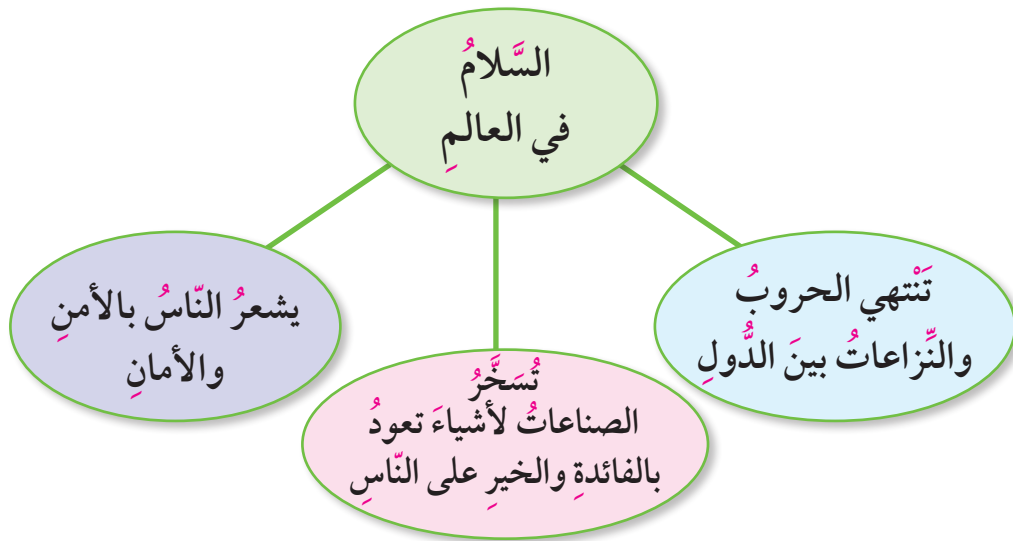 السَّلامُ
في العالمِ
تَنْتهي الحروبُ
والنِّزاعاتُ بينَ الدُّولِ
تُسَخَّرُ
الصناعاتُ لأشياءَ تعودُ
بالفائدةِ والخيرِ على النّاسِ
يشعرُ النّاسُ بالأمنِ
والأمانِ